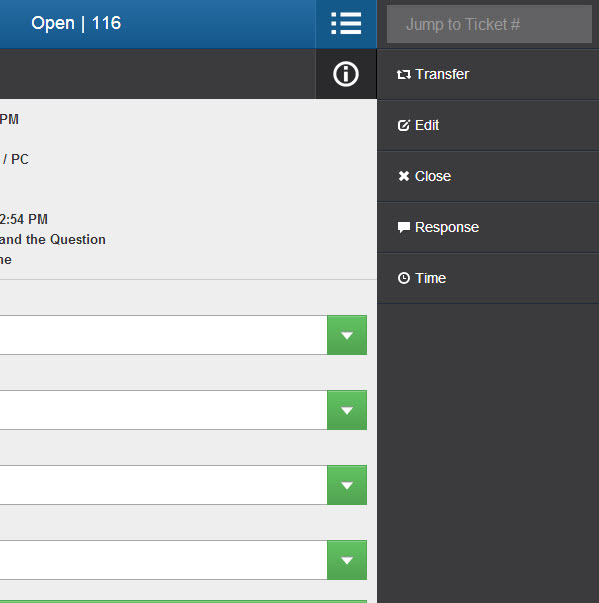 Open | 116
Jump to Ticket #
Transfer
Edit
Close
Response
Time
PM
/ PC
2:54 PM
and the Question
ne